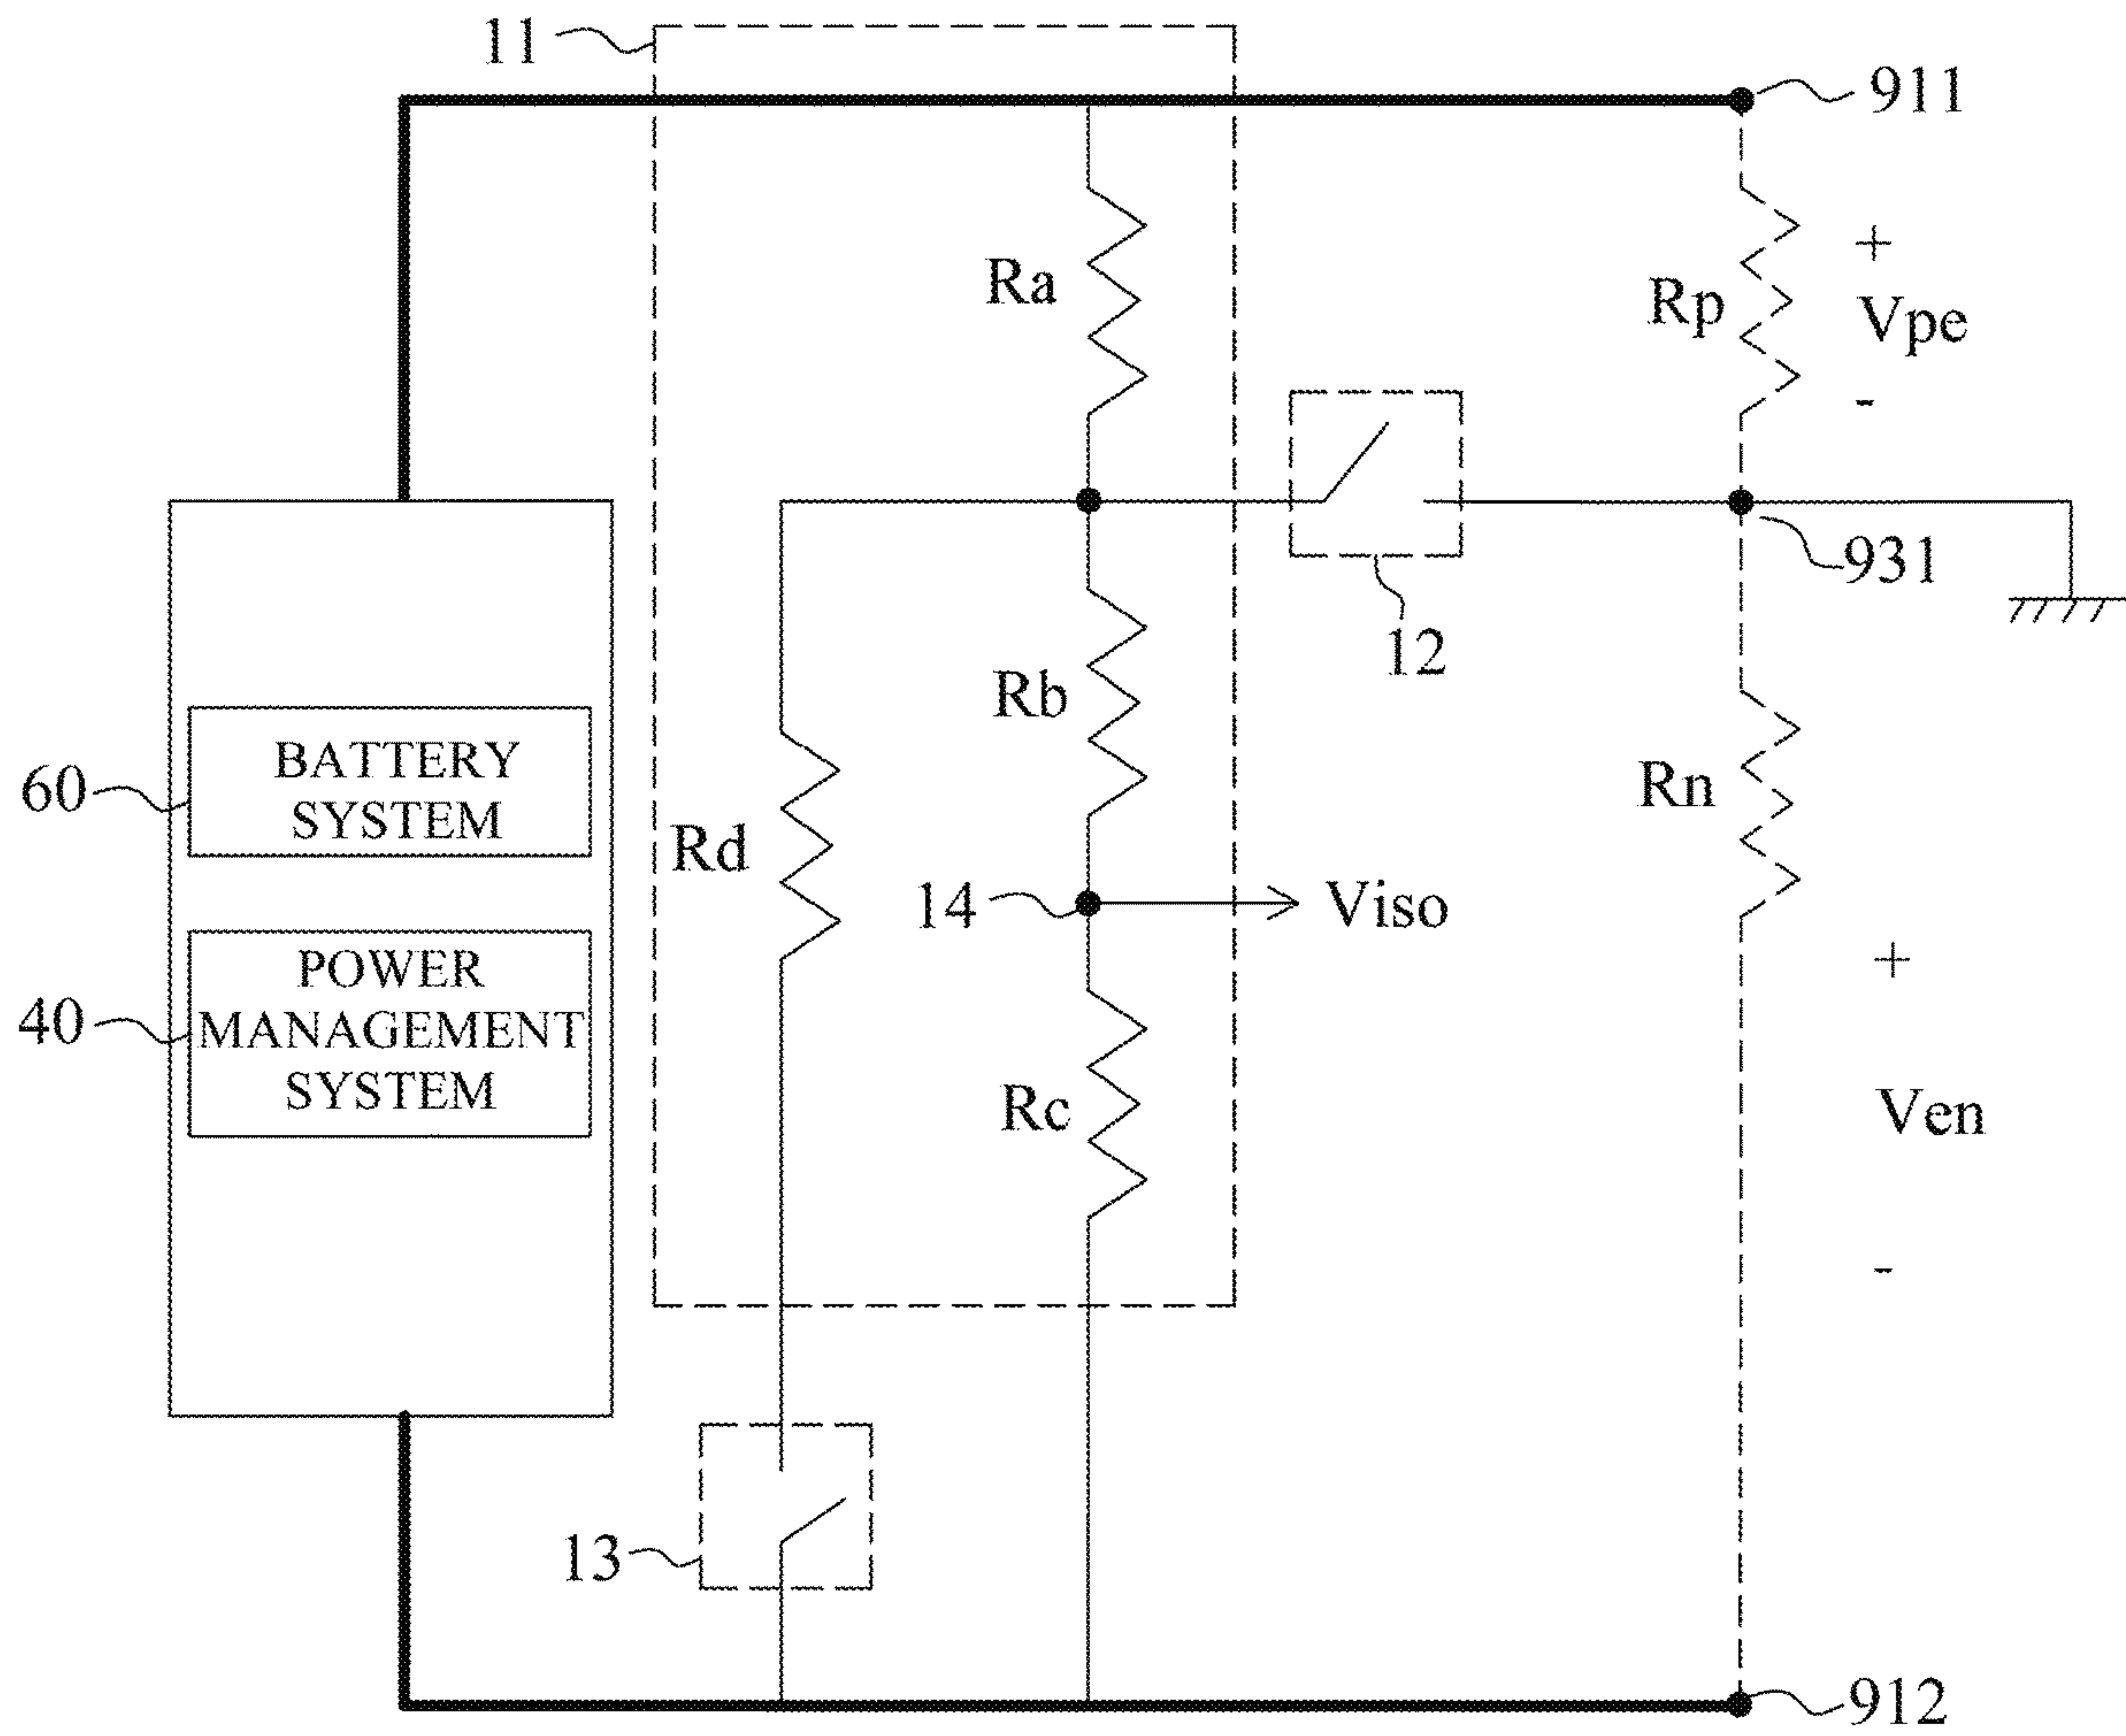 11
911
Ra
Rp
+
Vpe
-
931
12
Rb
Rn
BATTERY
SYSTEM
60
Rd
14
Viso
+
POWER
MANAGEMENT
SYSTEM
40
Rc
Ven
-
13
912